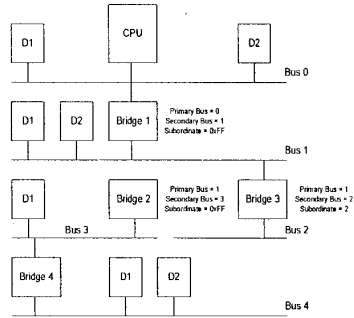 D1
CPU
D2
Bus 0
D1
D2
Bridge 1
Primary Bus = 0
Secondary Bus = 1
Subordinate = 0xFF
Bus 1
D1
Bridge 2
Primary Bus = 1
Secondary Bus = 3
Subordinate = 0xFF
Bridge 3
Primary Bus = 1
Secondary Bus = 2
Subordinate = 2
Bus 3
Bus 2
Bridge 4
D1
D2
Bus 4